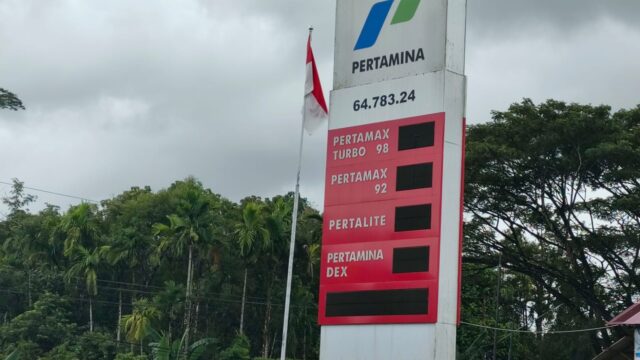 PERTAMINA
64.783.24
PERTAMAX
TURBO 98
PERTAMAX
92
PERTALITE
PERTAMINA
DEX